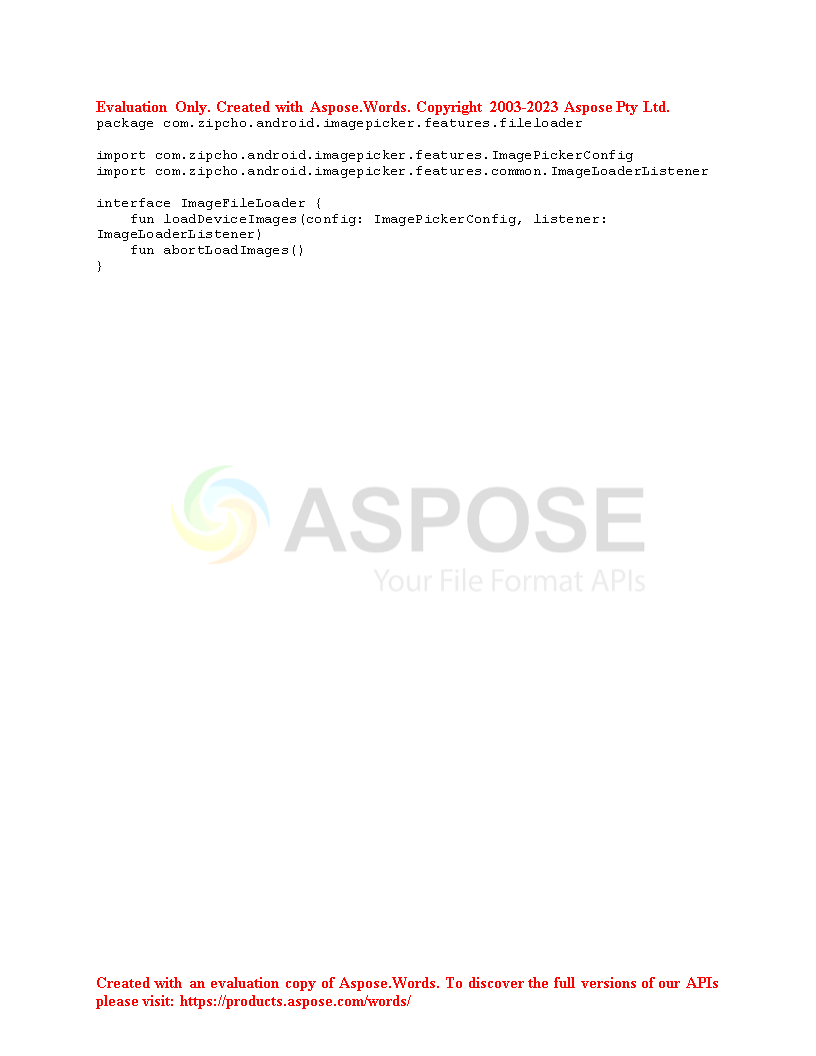 Evaluation Only. Created with Aspose.Words. Copyright 2003-2023 Aspose Pty Ltd.
package com.zipcho.android.imagepicker.features.fileloader
import com.zipcho.android.imagepicker.features.ImagePickerConfig
import com.zipcho.android.imagepicker.features.common.ImageLoaderListener
interface ImageFileLoader {
    fun loadDeviceImages(config: ImagePickerConfig, listener:
ImageLoaderListener)
    fun abortLoadImages()
}
ASPOSE
Your File Format APIs
Created with an evaluation copy of Aspose.Words. To discover the full versions of our APIs
please visit: https://products.aspose.com/words/